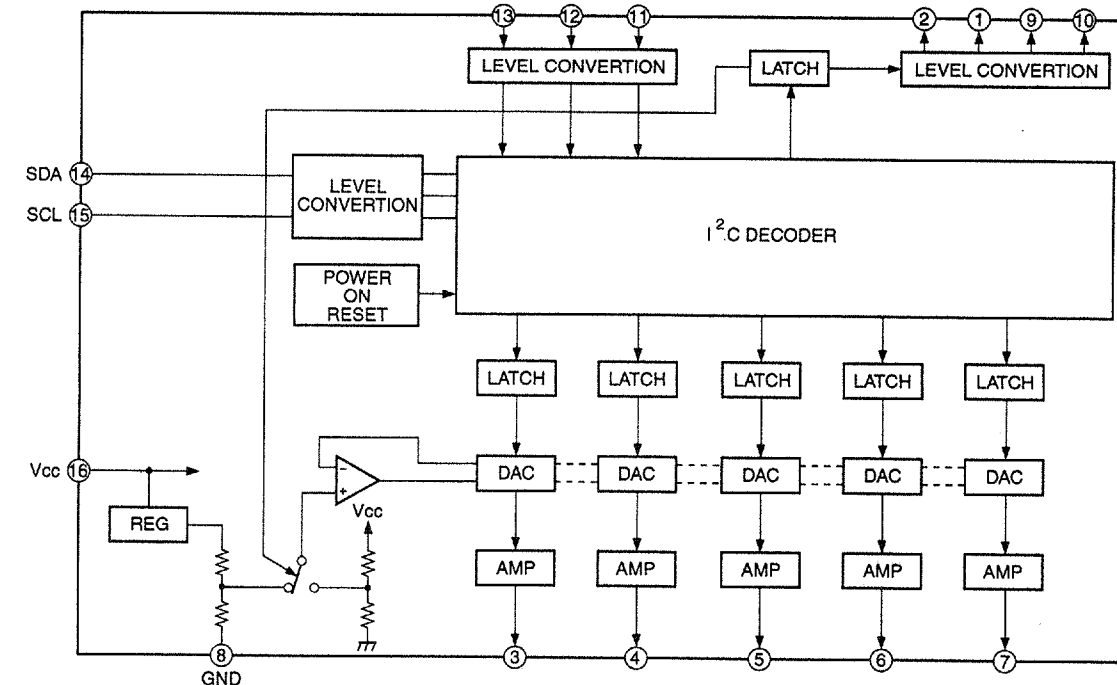 13 12 11 2 1 9 10
LEVEL CONVERTION
LATCH
LEVEL CONVERTION
SDA 14
SCL 15
LEVEL
CONVERTION
I²C DECODER
POWER
ON
RESET
LATCH LATCH LATCH LATCH LATCH
Vcc 16
REG
−
+
Vcc
DAC DAC DAC DAC DAC
AMP AMP AMP AMP AMP
8 3 4 5 6 7
GND